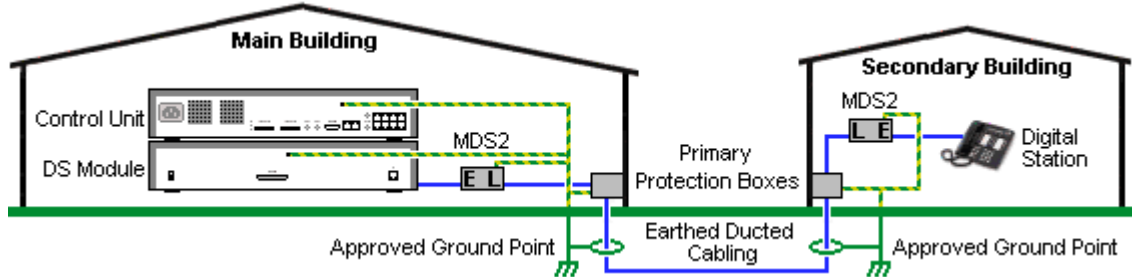 Main Building
Secondary Building
Control Unit
DS Module
MDS2
E L
Primary
Protection Boxes
MDS2
L E
Digital
Station
Approved Ground Point
Earthed Ducted
Cabling
Approved Ground Point